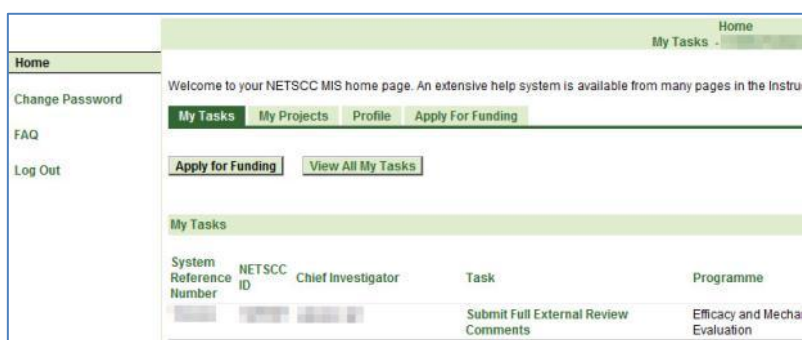 Home
My Tasks -
Home
Welcome to your NETSCC MIS home page. An extensive help system is available from many pages in the
Change Password
My Tasks My Projects Profile Apply For Funding
FAQ
Apply for Funding View All My Tasks
Log Out
My Tasks
System
Reference
Number
NETSCC
ID
Chief Investigator
Task
Programme
Submit Full External Review
Comments
Efficacy and
Evaluation